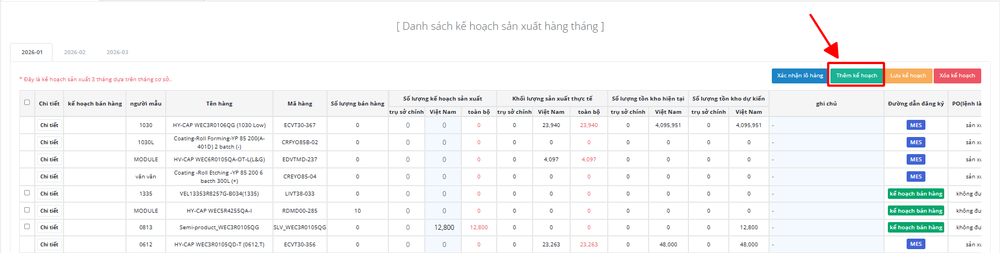 [ Danh sách kế hoạch sản xuất hàng tháng ]
2026-01 2026-02 2026-03
* Đây là kế hoạch sản xuất 3 tháng dựa trên tháng cơ sở..
Xác nhận lô hàng Thêm kế hoạch Lưu kế hoạch Xóa kế hoạch
Chi tiết kế hoạch bán hàng người mẫu Tên hàng Mã hàng Số lượng bán hàng Số lượng kế hoạch sản xuất Khối lượng sản xuất thực tế Số lượng tồn kho hiện tại Số lượng tồn kho dự kiến ghi chú Đường dẫn đăng ký PO(lệnh là
trụ sở chính Việt Nam toàn bộ trụ sở chính Việt Nam toàn bộ trụ sở chính Việt Nam trụ sở chính Việt Nam
Chi tiết 1030 HY-CAP WEC3R0106QG (1030 Low) ECVT30-367 0 0 0 0 0 23,940 23,940 0 4,095,951 0 4,095,951 - MES sản xu
Chi tiết 1030L Coating-Roll Forming-YP 85 200(A-
401D) 2 batch (-) CRFYO85B-02 0 0 0 0 0 0 0 0 0 0 0 - MES sản xu
Chi tiết MODULE HV-CAP WEC6R0105QA-OT-L(L&G) EDVTMD-237 0 0 0 0 0 4,097 4,097 0 0 0 0 - MES sản xu
Chi tiết vân vân Coating -Roll Etching -YP 85 200 6
bacth 300L (+) CREYO85-04 0 0 0 0 0 0 0 0 0 0 0 - MES sản xu
Chi tiết 1335 VEL13353R8257G-B034(1335) LIVT38-033 0 0 0 0 0 0 0 0 0 0 0 - kế hoạch bán hàng không đư
Chi tiết MODULE HY-CAP WEC5R4255QA-I RDMD00-285 10 0 0 0 0 0 0 0 0 0 0 - kế hoạch bán hàng không đư
Chi tiết 0813 Semi-product_WEC3R0105QG SLV_WEC3R0105QG 0 0 12,800 12,800 0 0 0 0 0 0 12,800 - kế hoạch bán hàng không đư
Chi tiết 0612 HY-CAP WEC3R0105QD-T (0612,T) ECVT30-356 0 0 0 0 0 23,263 23,263 0 48,000 0 48,000 - MES sản xu